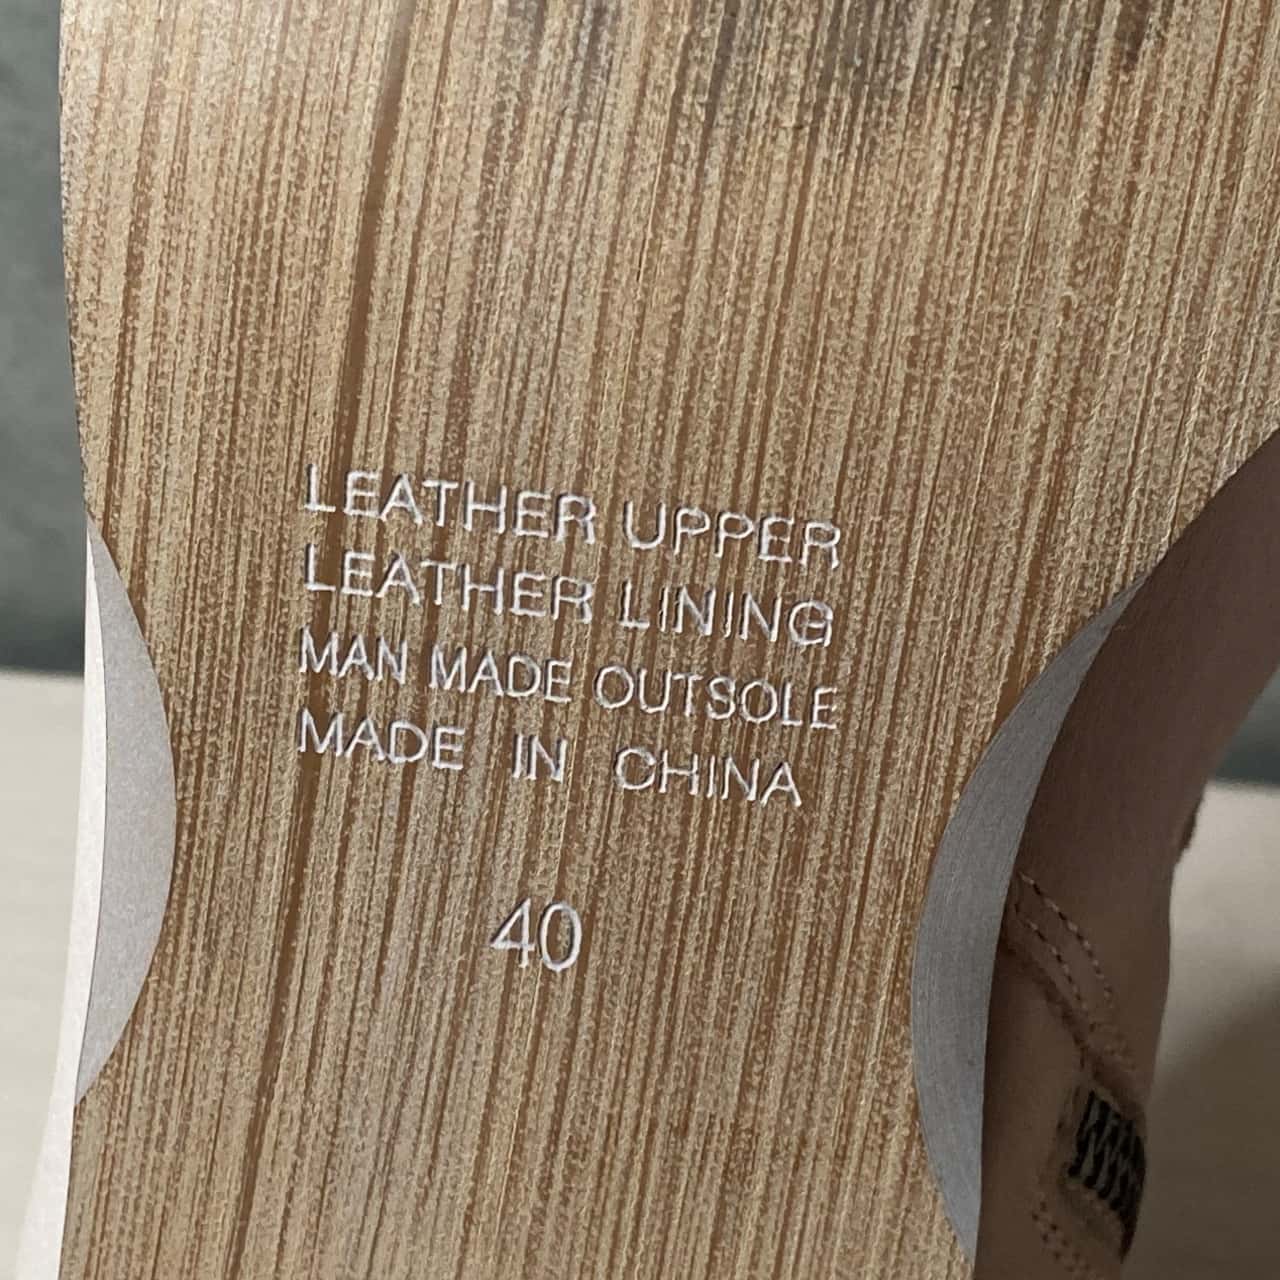 LEATHER UPPER
LEATHER LINING
MAN MADE OUTSOLE
MADE IN CHINA
40